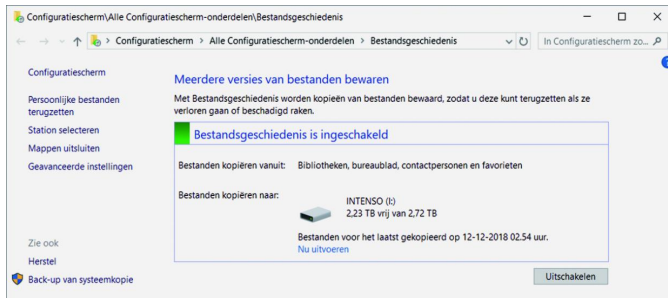 Configuratiescherm\Alle Configuratiescherm-onderdelen\Bestandsgeschiedenis
Configuratiescherm > Alle Configuratiescherm-onderdelen > Bestandsgeschiedenis
In Configuratiescherm zo...
Configuratiescherm
Persoonlijke bestanden
terugzetten
Station selecteren
Mappen uitsluiten
Geavanceerde instellingen
Meerdere versies van bestanden bewaren
Met Bestandsgeschiedenis worden kopieën van bestanden bewaard, zodat u deze kunt terugzetten als ze
verloren gaan of beschadigd raken.
Bestandsgeschiedenis is ingeschakeld
Bestanden kopiëren vanuit: Bibliotheken, bureaublad, contactpersonen en favorieten
Bestanden kopiëren naar:
INTENSO (I:)
2,23 TB vrij van 2,72 TB
Bestanden voor het laatst gekopieerd op 12-12-2018 02.54 uur.
Nu uitvoeren
Zie ook
Herstel
Back-up van systeemkopie
Uitschakelen